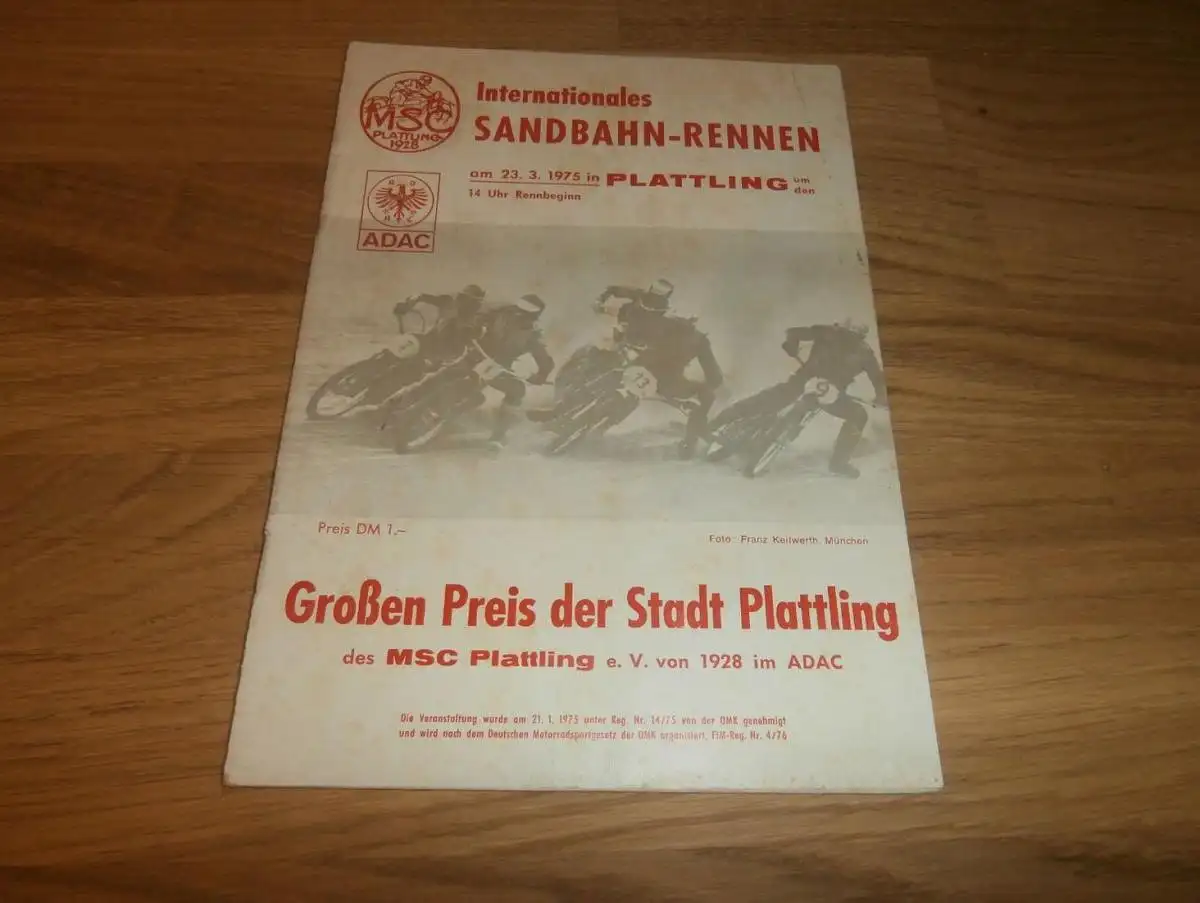 MSC
PLATTLING
1928
Internationales
SANDBAHN-RENNEN
am 23. 3. 1975 in PLATTLING um den
14 Uhr Rennbeginn
ADAC
ADAC
13
9
Preis DM 1.–
Foto: Franz Keilwerth, München
Großen Preis der Stadt Plattling
des MSC Plattling e. V. von 1928 im ADAC
Die Veranstaltung wurde am 21. 1. 1975 unter Reg. Nr. 14/75 von der OMK genehmigt
und wird nach dem Deutschen Motorradsportgesetz der OMK organisiert, FIM-Reg. Nr. 4/76